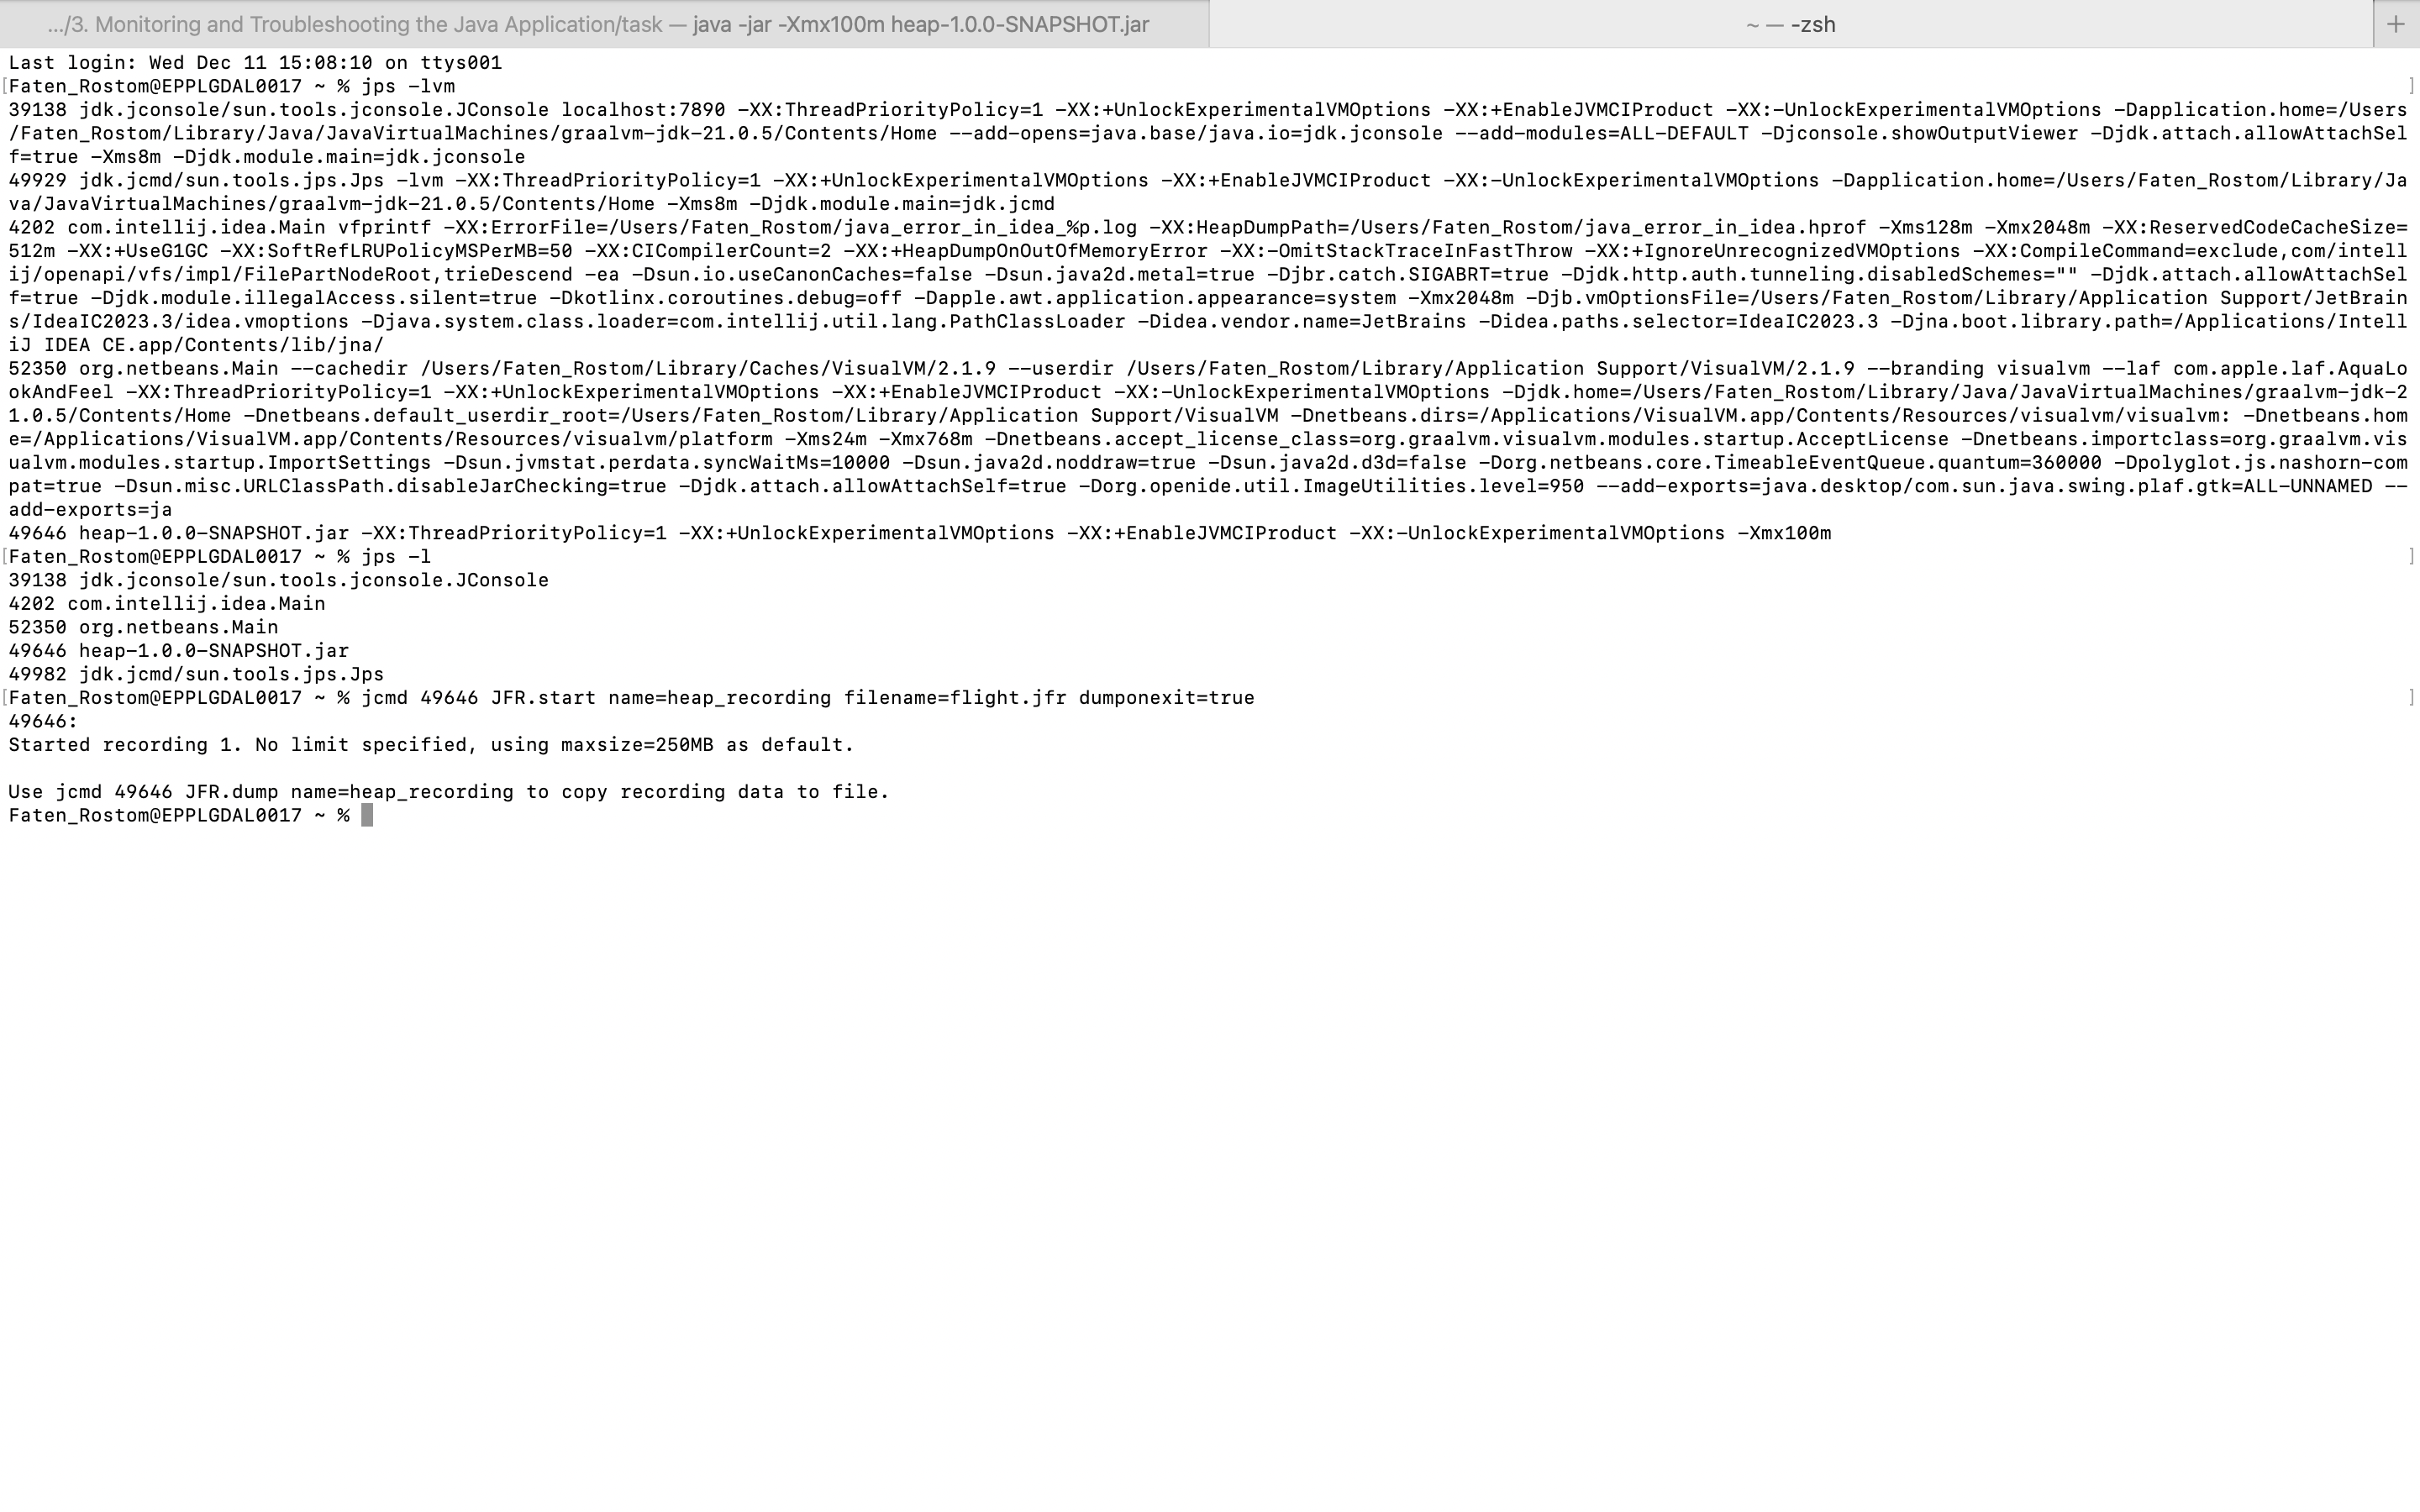 .../3. Monitoring and Troubleshooting the Java Application/task — java -jar -Xmx100m heap-1.0.0-SNAPSHOT.jar
~ — -zsh
+
Last login: Wed Dec 11 15:08:10 on ttys001
[Faten_Rostom@EPPLGDAL0017 ~ % jps -lvm ]
39138 jdk.jconsole/sun.tools.jconsole.JConsole localhost:7890 -XX:ThreadPriorityPolicy=1 -XX:+UnlockExperimentalVMOptions -XX:+EnableJVMCIProduct -XX:-UnlockExperimentalVMOptions -Dapplication.home=/Users
/Faten_Rostom/Library/Java/JavaVirtualMachines/graalvm-jdk-21.0.5/Contents/Home --add-opens=java.base/java.io=jdk.jconsole --add-modules=ALL-DEFAULT -Djconsole.showOutputViewer -Djdk.attach.allowAttachSel
f=true -Xms8m -Djdk.module.main=jdk.jconsole
49929 jdk.jcmd/sun.tools.jps.Jps -lvm -XX:ThreadPriorityPolicy=1 -XX:+UnlockExperimentalVMOptions -XX:+EnableJVMCIProduct -XX:-UnlockExperimentalVMOptions -Dapplication.home=/Users/Faten_Rostom/Library/Ja
va/JavaVirtualMachines/graalvm-jdk-21.0.5/Contents/Home -Xms8m -Djdk.module.main=jdk.jcmd
4202 com.intellij.idea.Main vfprintf -XX:ErrorFile=/Users/Faten_Rostom/java_error_in_idea_%p.log -XX:HeapDumpPath=/Users/Faten_Rostom/java_error_in_idea.hprof -Xms128m -Xmx2048m -XX:ReservedCodeCacheSize=
512m -XX:+UseG1GC -XX:SoftRefLRUPolicyMSPerMB=50 -XX:CICompilerCount=2 -XX:+HeapDumpOnOutOfMemoryError -XX:-OmitStackTraceInFastThrow -XX:+IgnoreUnrecognizedVMOptions -XX:CompileCommand=exclude,com/intell
ij/openapi/vfs/impl/FilePartNodeRoot,trieDescend -ea -Dsun.io.useCanonCaches=false -Dsun.java2d.metal=true -Djbr.catch.SIGABRT=true -Djdk.http.auth.tunneling.disabledSchemes="" -Djdk.attach.allowAttachSel
f=true -Djdk.module.illegalAccess.silent=true -Dkotlinx.coroutines.debug=off -Dapple.awt.application.appearance=system -Xmx2048m -Djb.vmOptionsFile=/Users/Faten_Rostom/Library/Application Support/JetBrain
s/IdeaIC2023.3/idea.vmoptions -Djava.system.class.loader=com.intellij.util.lang.PathClassLoader -Didea.vendor.name=JetBrains -Didea.paths.selector=IdeaIC2023.3 -Djna.boot.library.path=/Applications/Intell
iJ IDEA CE.app/Contents/lib/jna/
52350 org.netbeans.Main --cachedir /Users/Faten_Rostom/Library/Caches/VisualVM/2.1.9 --userdir /Users/Faten_Rostom/Library/Application Support/VisualVM/2.1.9 --branding visualvm --laf com.apple.laf.AquaLo
okAndFeel -XX:ThreadPriorityPolicy=1 -XX:+UnlockExperimentalVMOptions -XX:+EnableJVMCIProduct -XX:-UnlockExperimentalVMOptions -Djdk.home=/Users/Faten_Rostom/Library/Java/JavaVirtualMachines/graalvm-jdk-2
1.0.5/Contents/Home -Dnetbeans.default_userdir_root=/Users/Faten_Rostom/Library/Application Support/VisualVM -Dnetbeans.dirs=/Applications/VisualVM.app/Contents/Resources/visualvm/visualvm: -Dnetbeans.hom
e=/Applications/VisualVM.app/Contents/Resources/visualvm/platform -Xms24m -Xmx768m -Dnetbeans.accept_license_class=org.graalvm.visualvm.modules.startup.AcceptLicense -Dnetbeans.importclass=org.graalvm.vis
ualvm.modules.startup.ImportSettings -Dsun.jvmstat.perdata.syncWaitMs=10000 -Dsun.java2d.noddraw=true -Dsun.java2d.d3d=false -Dorg.netbeans.core.TimeableEventQueue.quantum=360000 -Dpolyglot.js.nashorn-com
pat=true -Dsun.misc.URLClassPath.disableJarChecking=true -Djdk.attach.allowAttachSelf=true -Dorg.openide.util.ImageUtilities.level=950 --add-exports=java.desktop/com.sun.java.swing.plaf.gtk=ALL-UNNAMED --
add-exports=ja
49646 heap-1.0.0-SNAPSHOT.jar -XX:ThreadPriorityPolicy=1 -XX:+UnlockExperimentalVMOptions -XX:+EnableJVMCIProduct -XX:-UnlockExperimentalVMOptions -Xmx100m
[Faten_Rostom@EPPLGDAL0017 ~ % jps -l ]
39138 jdk.jconsole/sun.tools.jconsole.JConsole
4202 com.intellij.idea.Main
52350 org.netbeans.Main
49646 heap-1.0.0-SNAPSHOT.jar
49982 jdk.jcmd/sun.tools.jps.Jps
[Faten_Rostom@EPPLGDAL0017 ~ % jcmd 49646 JFR.start name=heap_recording filename=flight.jfr dumponexit=true ]
49646:
Started recording 1. No limit specified, using maxsize=250MB as default.
Use jcmd 49646 JFR.dump name=heap_recording to copy recording data to file.
Faten_Rostom@EPPLGDAL0017 ~ %